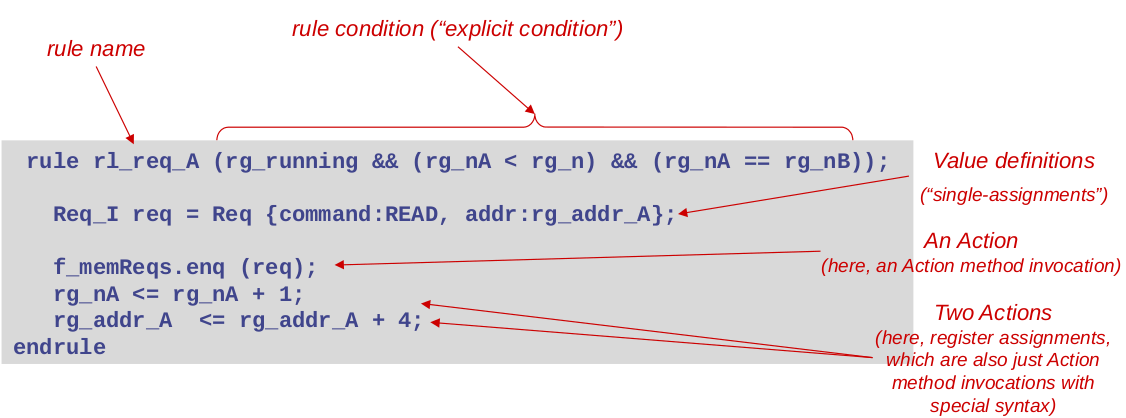 rule condition (“explicit condition”)
rule name
rule rl_req_A (rg_running && (rg_nA < rg_n) && (rg_nA == rg_nB));
Value definitions
(“single-assignments”)
Req_I req = Req {command:READ, addr:rg_addr_A};
An Action
(here, an Action method invocation)
f_memReqs.enq (req);
rg_nA <= rg_nA + 1;
rg_addr_A  <= rg_addr_A + 4;
endrule
Two Actions
(here, register assignments,
which are also just Action
method invocations with
special syntax)